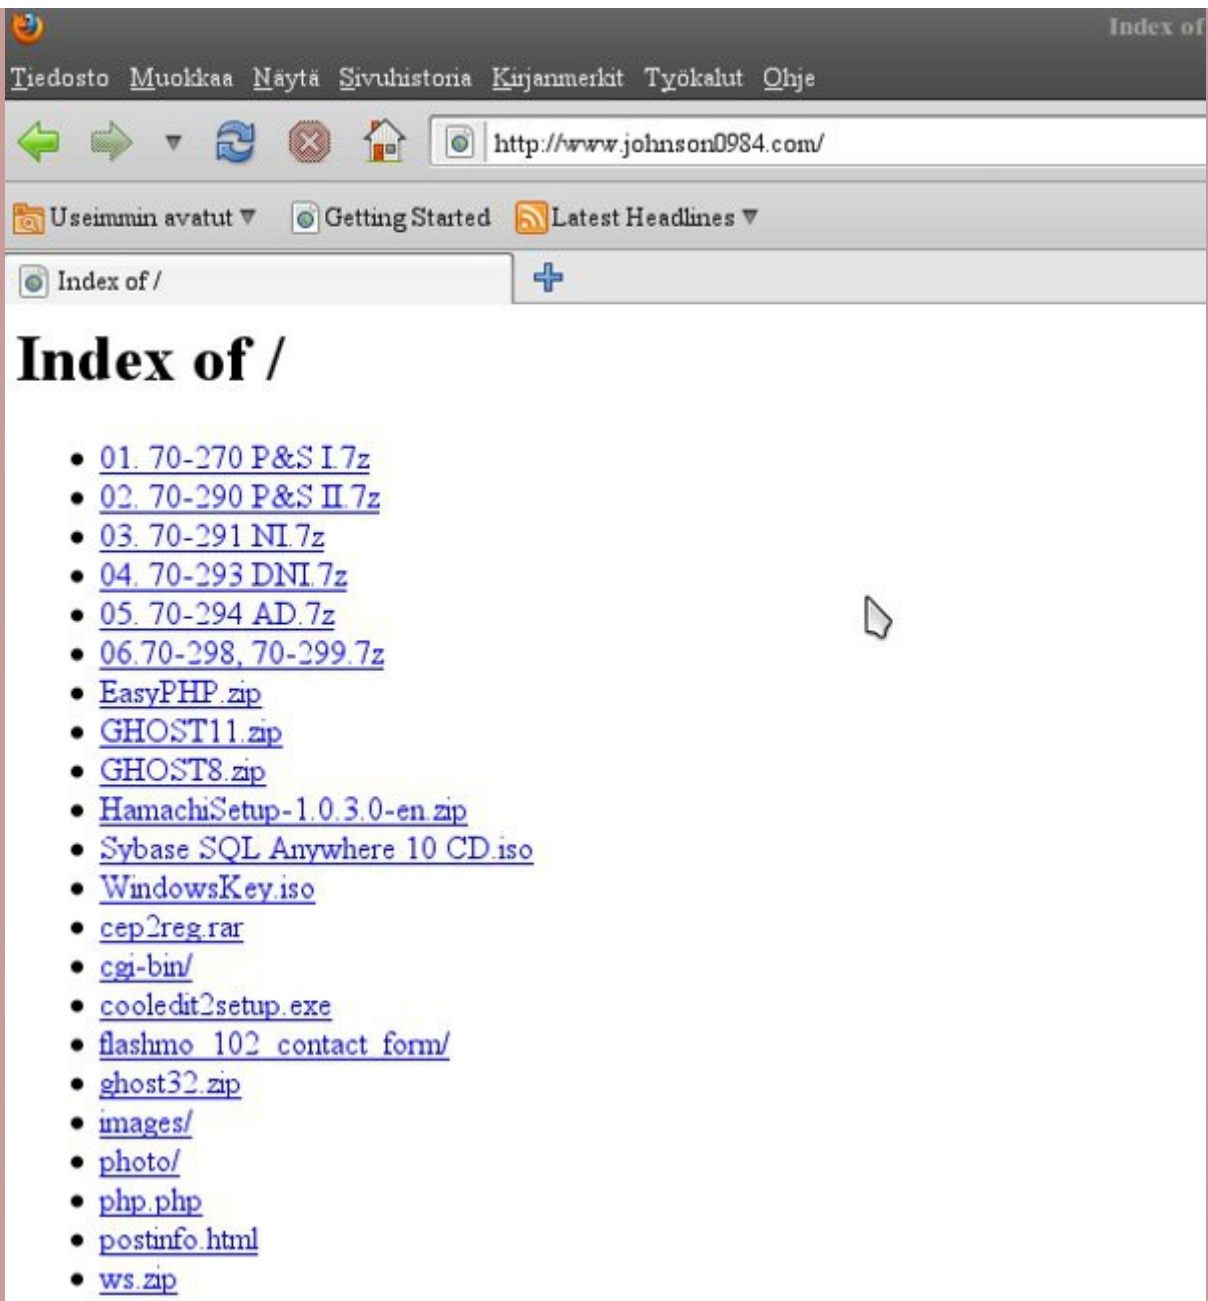 Index of
Tiedosto Muokkaa Näytä Sivuhistoria Kirjanmerkit Työkalut Ohje
http://www.johnson0984.com/
Useimmin avatut Getting Started Latest Headlines
Index of /
Index of /
01. 70-270 P&S I.7z
02. 70-290 P&S II.7z
03. 70-291 NI.7z
04. 70-293 DNI.7z
05. 70-294 AD.7z
06.70-298, 70-299.7z
EasyPHP.zip
GHOST11.zip
GHOST8.zip
HamachiSetup-1.0.3.0-en.zip
Sybase SQL Anywhere 10 CD.iso
WindowsKey.iso
cep2reg.rar
cgi-bin/
cooledit2setup.exe
flashmo_102_contact_form/
ghost32.zip
images/
photo/
php.php
postinfo.html
ws.zip